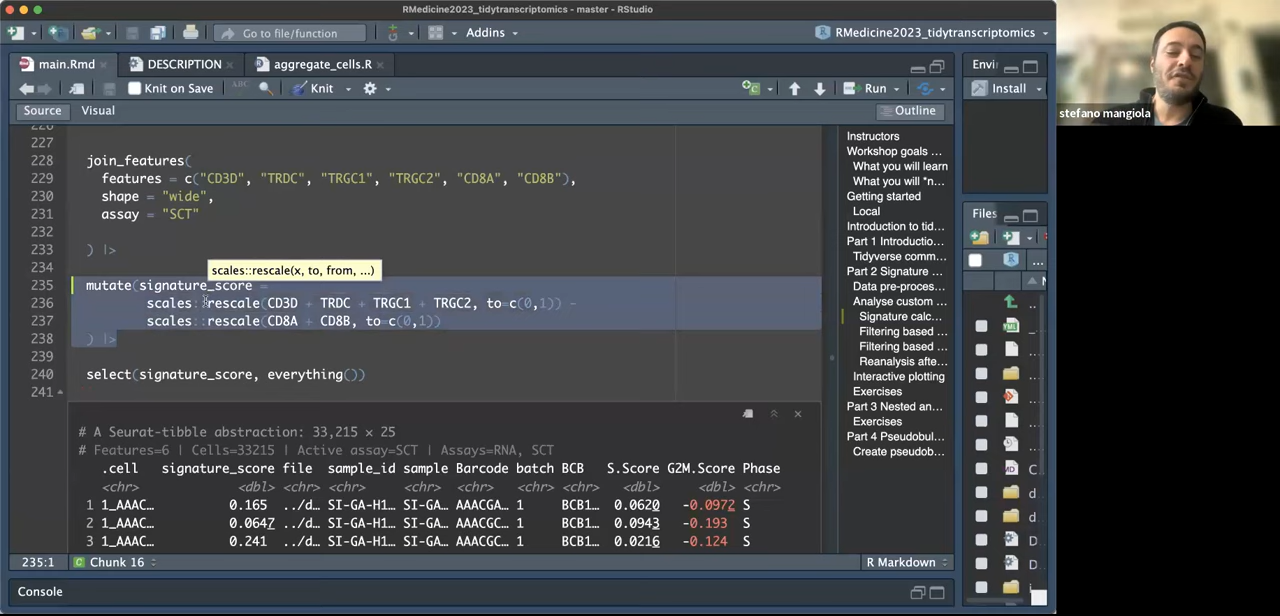 RMedicine2023_tidytranscriptomics - master - RStudio
Go to file/function
Addins
RMedicine2023_tidytranscriptomics
main.Rmd
DESCRIPTION
aggregate_cells.R
Envi
Knit on Save
ABC
Knit
Run
Install
Source
Visual
Outline
226
227
228 join_features(
229 features = c("CD3D", "TRDC", "TRGC1", "TRGC2", "CD8A", "CD8B"),
230 shape = "wide",
231 assay = "SCT"
232
233 ) |>
234
scales::rescale(x, to, from, ...)
235 mutate(signature_score =
236 scales::rescale(CD3D + TRDC + TRGC1 + TRGC2, to=c(0,1)) -
237 scales::rescale(CD8A + CD8B, to=c(0,1))
238 ) |>
239
240 select(signature_score, everything())
241
Instructors
Workshop goals ...
What you will learn
What you will *n...
Getting started
Local
Introduction to tid...
Part 1 Introductio...
Tidyverse comm...
Part 2 Signature ...
Data pre-proces...
Analyse custom ...
Signature calc...
Filtering based ...
Filtering based ...
Reanalysis afte...
Interactive plotting
Exercises
Part 3 Nested an...
Exercises
Part 4 Pseudobul...
Create pseudob...
Files
# A Seurat-tibble abstraction: 33,215 × 25
# Features=6 | Cells=33215 | Active assay=SCT | Assays=RNA, SCT
.cell signature_score file sample_id sample Barcode batch BCB S.Score G2M.Score Phase
<chr> <dbl> <chr> <chr> <chr> <chr> <chr> <chr> <dbl> <dbl> <chr>
1 1_AAAC… 0.165 ../d… SI-GA-H1… SI-GA… AAACGA… 1 BCB1… 0.0620 -0.0972 S
2 1_AAAC… 0.0647 ../d… SI-GA-H1… SI-GA… AAACGC… 1 BCB1… 0.0943 -0.193 S
3 1_AAAC… 0.241 ../d… SI-GA-H1… SI-GA… AAACGC… 1 BCB1… 0.0216 -0.124 S
235:1
Chunk 16
R Markdown
Console
stefano mangiola